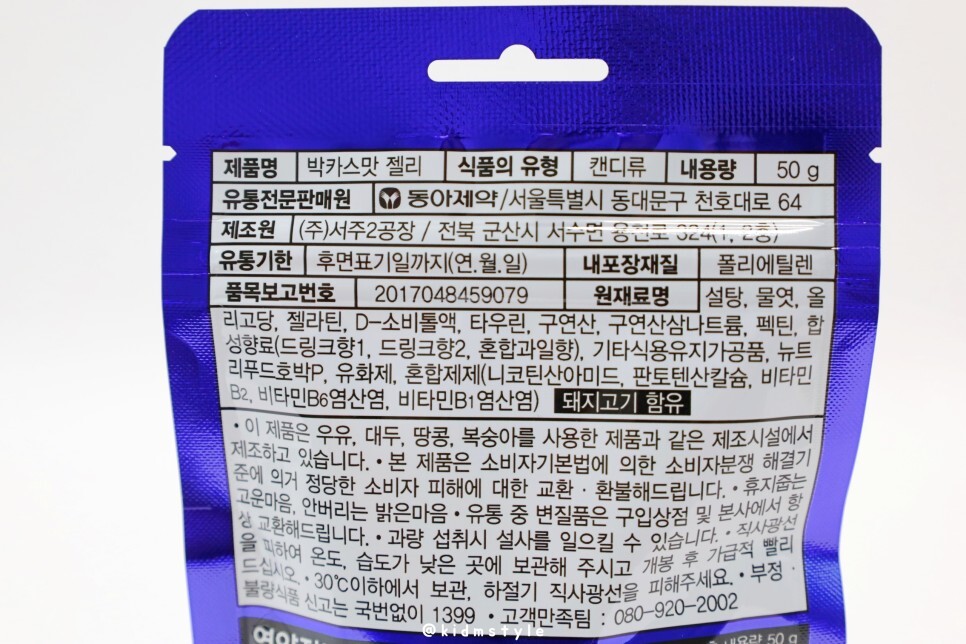 제품명 박카스맛 젤리 식품의 유형 캔디류 내용량 50 g
유통전문판매원 동아제약/서울특별시 동대문구 천호대로 64
제조원 (주)서주2공장 / 전북 군산시 서수면 용천로 324(1, 2층)
유통기한 후면표기일까지(연.월.일) 내포장재질 폴리에틸렌
품목보고번호 2017048459079 원재료명 설탕, 물엿, 올
리고당, 젤라틴, D-소비톨액, 타우린, 구연산, 구연산삼나트륨, 펙틴, 합
성향료(드링크향1, 드링크향2, 혼합과일향), 기타식용유지가공품, 뉴트
리푸드호박P, 유화제, 혼합제제(니코틴산아미드, 판토텐산칼슘, 비타민
B2, 비타민B6염산염, 비타민B1염산염) 돼지고기 함유
• 이 제품은 우유, 대두, 땅콩, 복숭아를 사용한 제품과 같은 제조시설에서
제조하고 있습니다. • 본 제품은 소비자기본법에 의한 소비자분쟁 해결기
준에 의거 정당한 소비자 피해에 대한 교환 · 환불해드립니다. • 휴지줍는
고운마음, 안버리는 밝은마음 • 유통 중 변질품은 구입상점 및 본사에서 항
상 교환해드립니다. • 과량 섭취시 설사를 일으킬 수 있습니다. • 직사광선
을 피하여 온도, 습도가 낮은 곳에 보관해 주시고 개봉 후 가급적 빨리
드십시오. • 30℃이하에서 보관, 하절기 직사광선을 피해주세요. • 부정 ·
불량식품 신고는 국번없이 1399 • 고객만족팀 : 080-920-2002
@kidmstyle
내용량 50 g